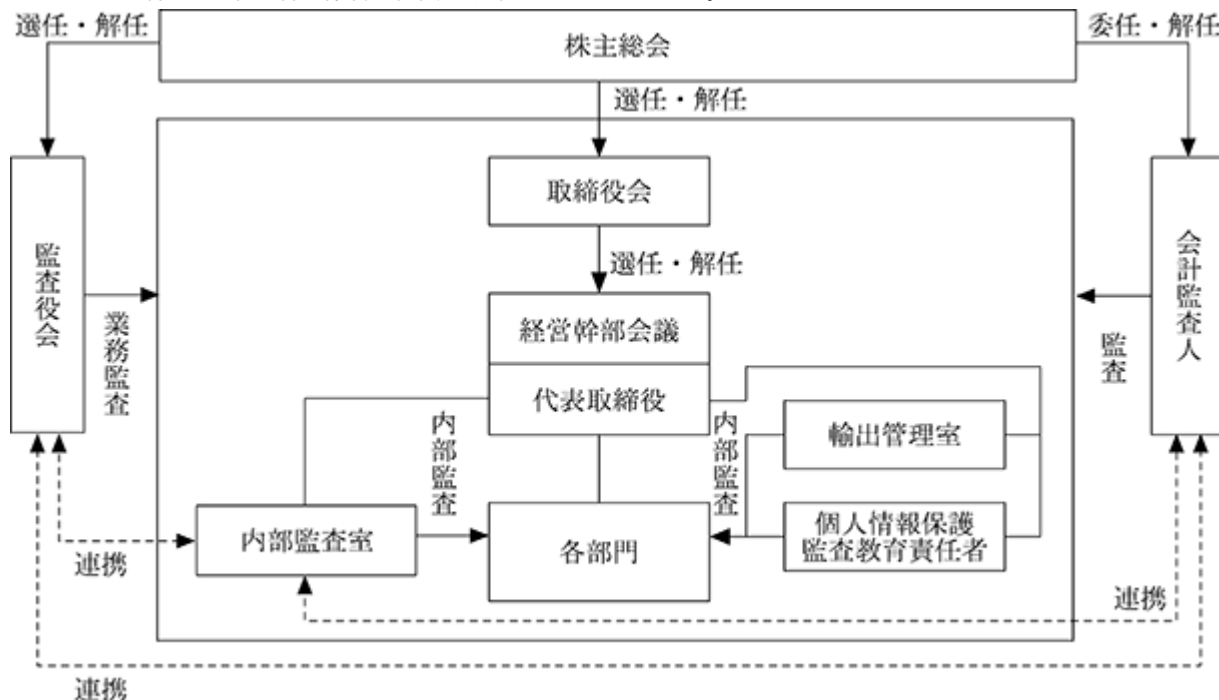 選任・解任
株主総会
委任・解任
選任・解任
取締役会
選任・解任
監査役会
業務監査
会計監査人
監査
経営幹部会議
代表取締役
内部監査
内部監査
輸出管理室
個人情報保護
監査教育責任者
内部監査室
各部門
連携
連携
連携